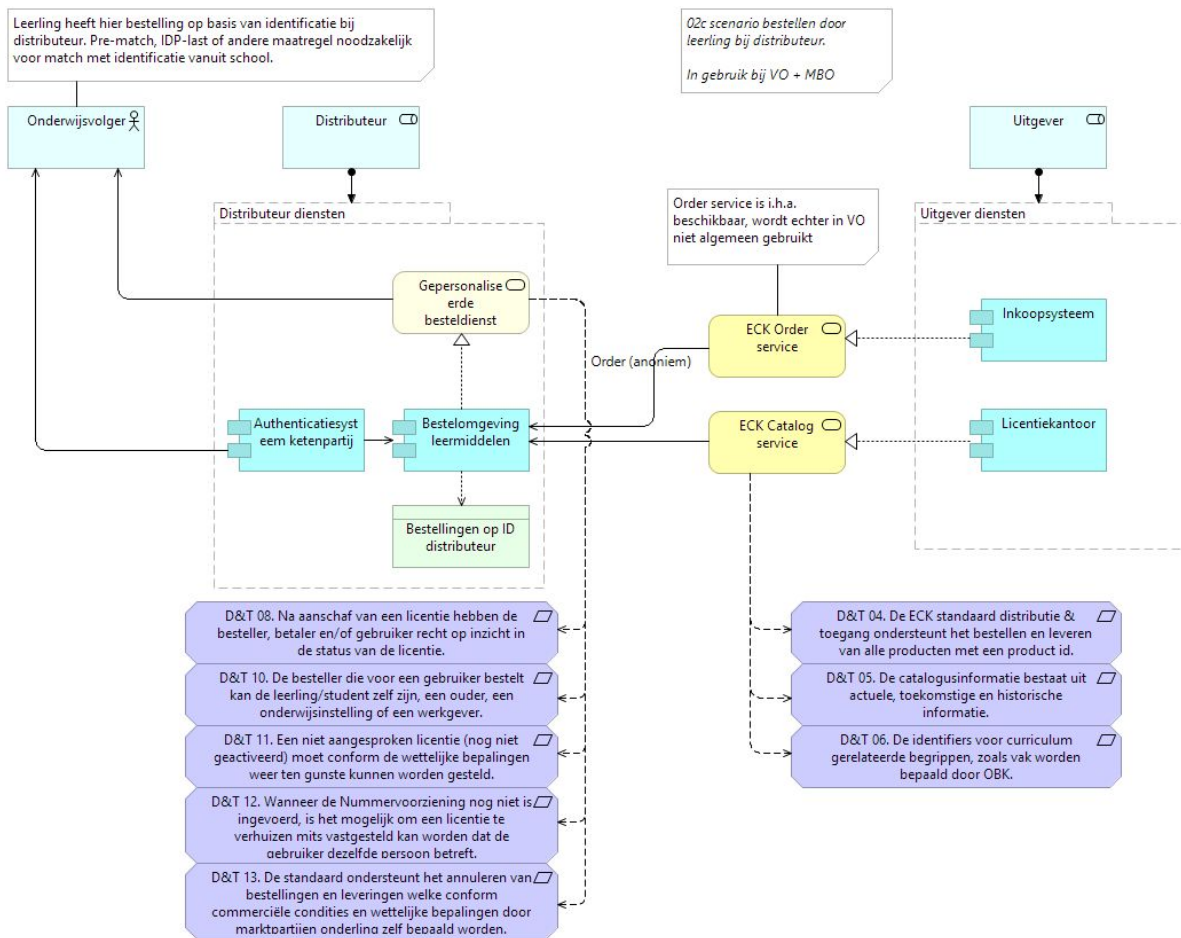 Leerling heeft hier bestelling op basis van identificatie bij
distributeur. Pre-match, IDP-last of andere maatregel noodzakelijk
voor match met identificatie vanuit school.
02c scenario bestellen door
leerling bij distributeur.
In gebruik bij VO + MBO
Onderwijsvolger
Distributeur
Uitgever
Distributeur diensten
Order service is i.h.a.
beschikbaar, wordt echter in VO
niet algemeen gebruikt
Uitgever diensten
Gepersonalise
erde
besteldienst
ECK Order
service
Inkoopsysteem
Order (anoniem)
Authenticatiesyst
eem ketenpartij
Bestelomgeving
leermiddelen
ECK Catalog
service
Licentiekantoor
Bestellingen op ID
distributeur
D&T 08. Na aanschaf van een licentie hebben de
besteller, betaler en/of gebruiker recht op inzicht in
de status van de licentie.
D&T 10. De besteller die voor een gebruiker bestelt
kan de leerling/student zelf zijn, een ouder, een
onderwijsinstelling of een werkgever.
D&T 11. Een niet aangesproken licentie (nog niet
geactiveerd) moet conform de wettelijke bepalingen
weer ten gunste kunnen worden gesteld.
D&T 12. Wanneer de Nummervoorziening nog niet is
ingevoerd, is het mogelijk om een licentie te
verhuizen mits vastgesteld kan worden dat de
gebruiker dezelfde persoon betreft.
D&T 13. De standaard ondersteunt het annuleren van
bestellingen en leveringen welke conform
commerciële condities en wettelijke bepalingen door
marktpartijen onderling zelf bepaald worden.
D&T 04. De ECK standaard distributie &
toegang ondersteunt het bestellen en leveren
van alle producten met een product id.
D&T 05. De catalogusinformatie bestaat uit
actuele, toekomstige en historische
informatie.
D&T 06. De identifiers voor curriculum
gerelateerde begrippen, zoals vak worden
bepaald door OBK.